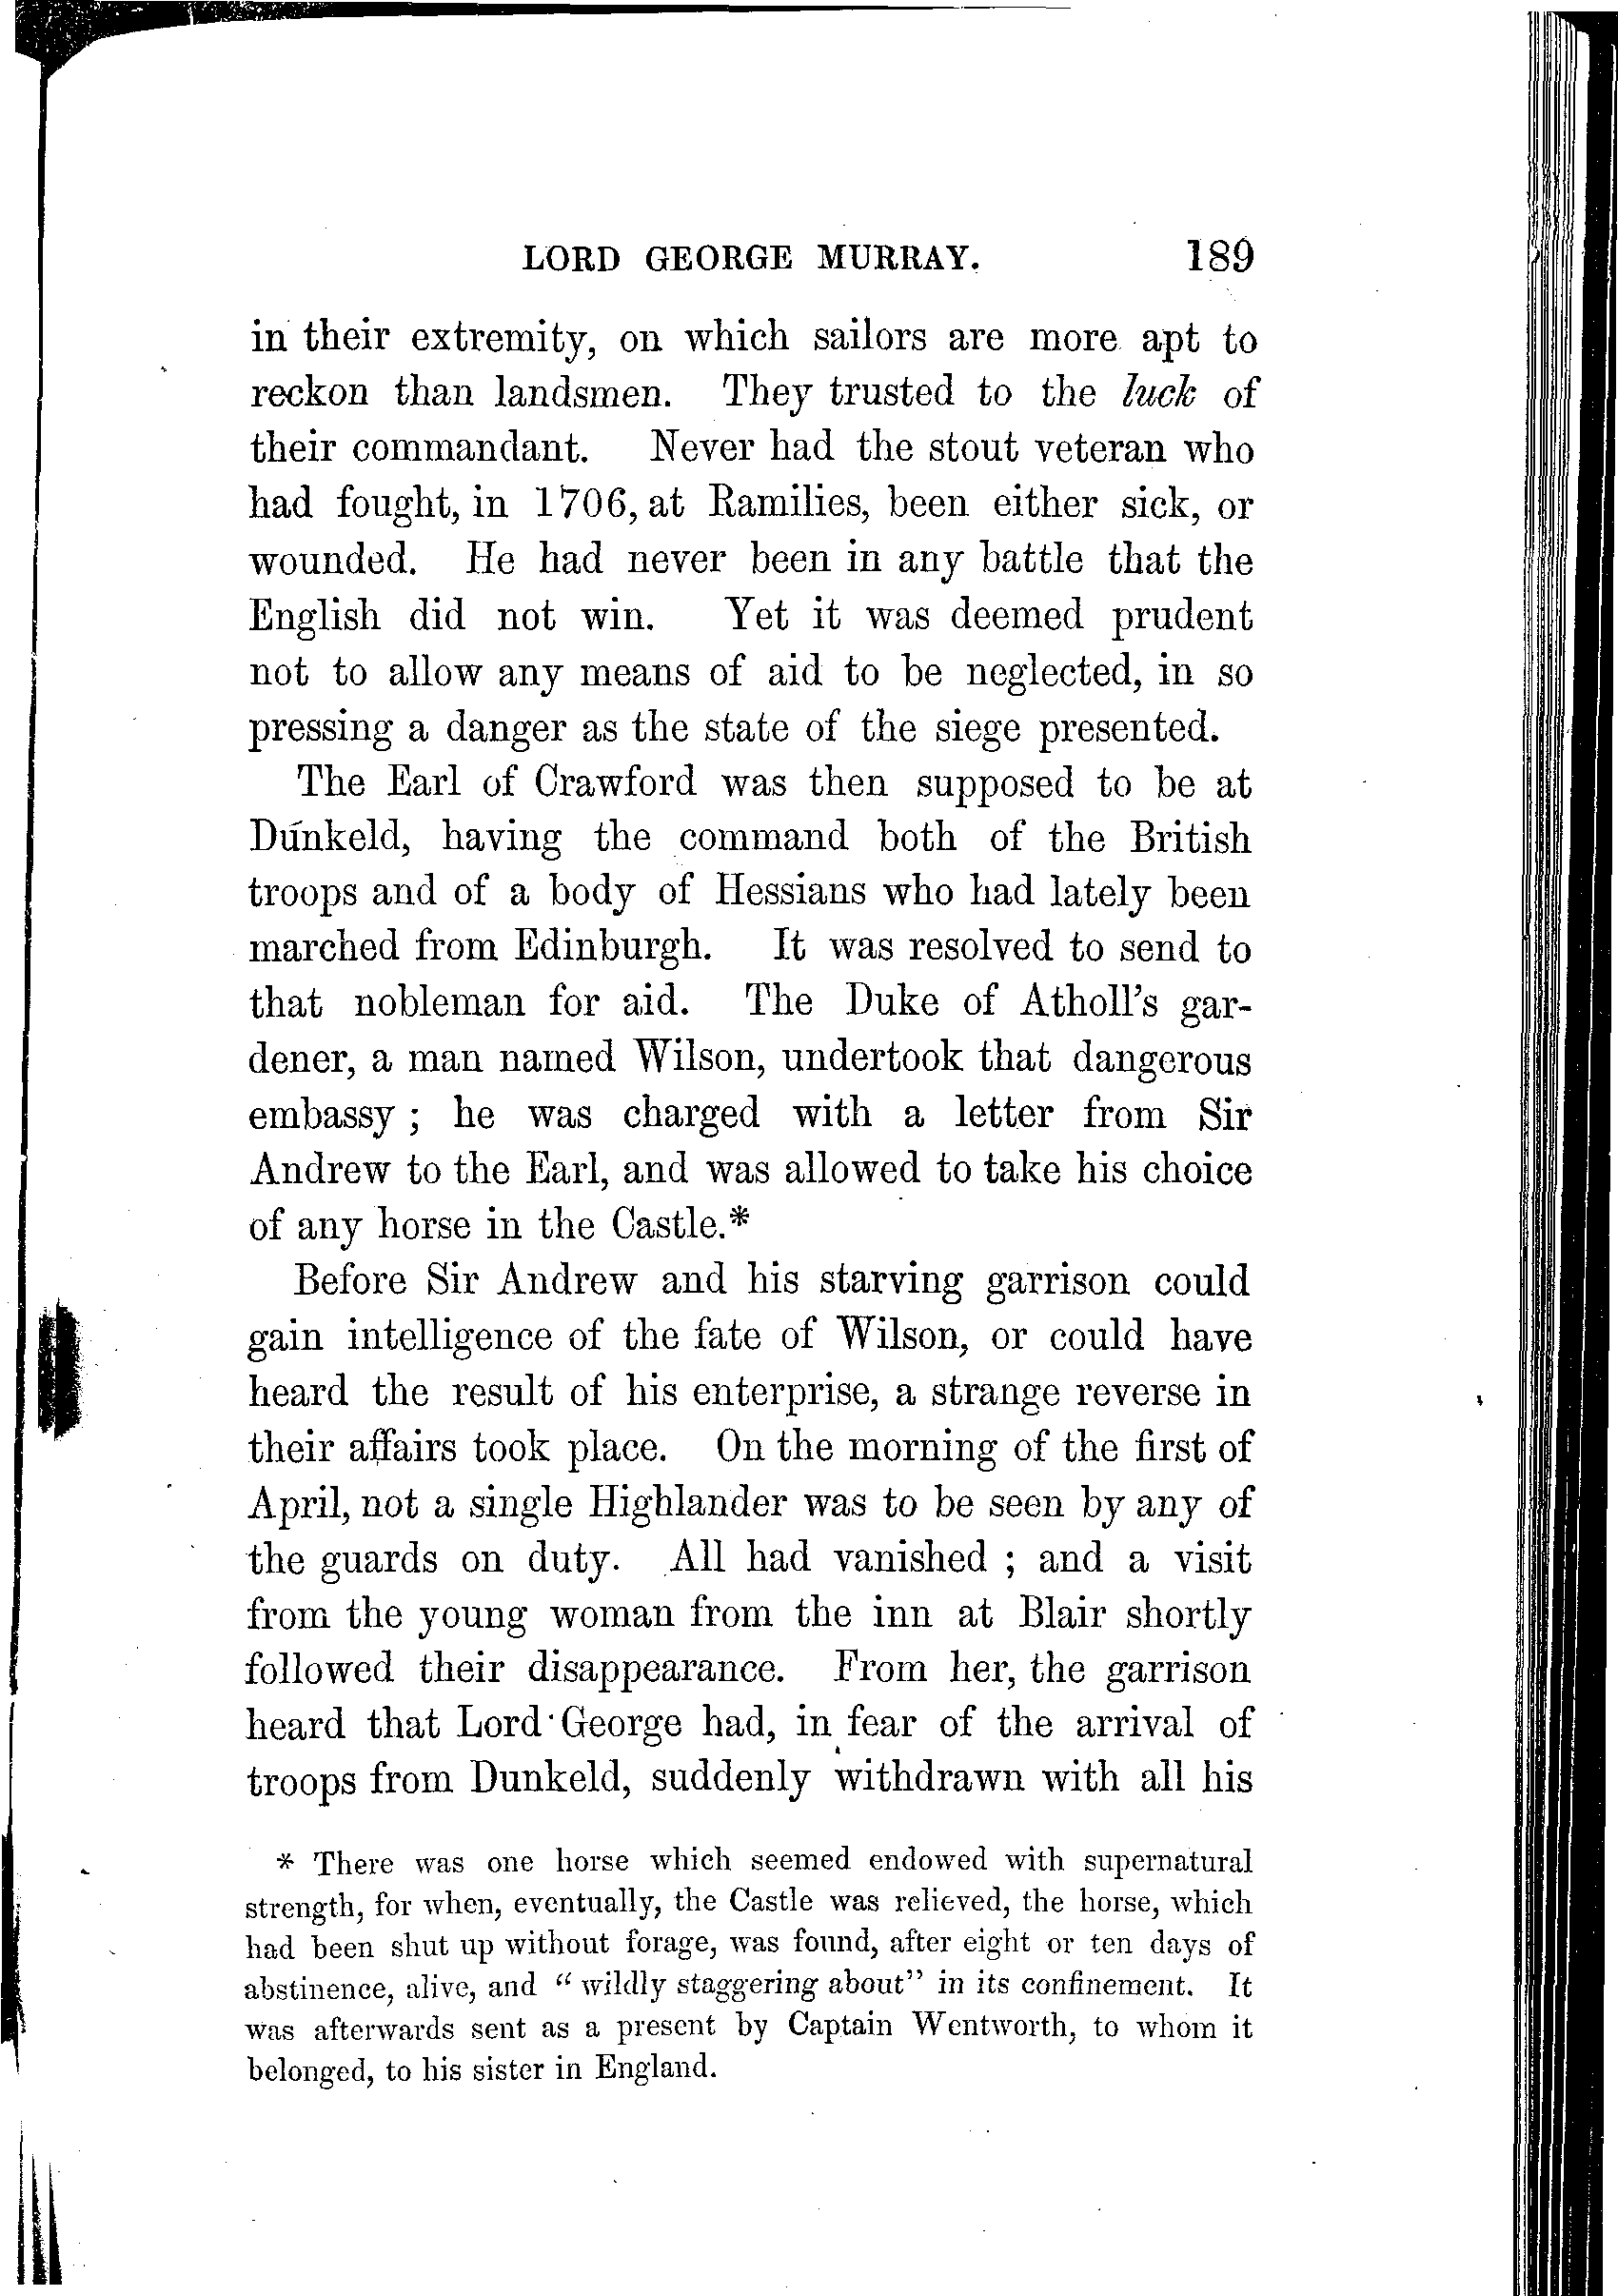 LORD GEORGE MURRAY. 189
in their extremity, on which sailors are more apt to
reckon than landsmen. They trusted to the luck of
their commandant. Never had the stout veteran who
had fought, in 1706, at Ramilies, been either sick, or
wounded. He had never been in any battle that the
English did not win. Yet it was deemed prudent
not to allow any means of aid to be neglected, in so
pressing a danger as the state of the siege presented.
The Earl of Crawford was then supposed to be at
Dunkeld, having the command both of the British
troops and of a body of Hessians who had lately been
marched from Edinburgh. It was resolved to send to
that nobleman for aid. The Duke of Atholl's gar-
dener, a man named Wilson, undertook that dangerous
embassy ; he was charged with a letter from Sir
Andrew to the Earl, and was allowed to take his choice
of any horse in the Castle.*
Before Sir Andrew and his starving garrison could
gain intelligence of the fate of Wilson, or could have
heard the result of his enterprise, a strange reverse in
their affairs took place. On the morning of the first of
April, not a single Highlander was to be seen by any of
the guards on duty. All had vanished ; and a visit
from the young woman from the inn at Blair shortly
followed their disappearance. From her, the garrison
heard that Lord George had, in fear of the arrival of
troops from Dunkeld, suddenly withdrawn with all his
* There was one horse which seemed endowed with supernatural
strength, for when, eventually, the Castle was relieved, the horse, which
had been shut up without forage, was found, after eight or ten days of
abstinence, alive, and “ wildly staggering about” in its confinement. It
was afterwards sent as a present by Captain Wentworth, to whom it
belonged, to his sister in England.